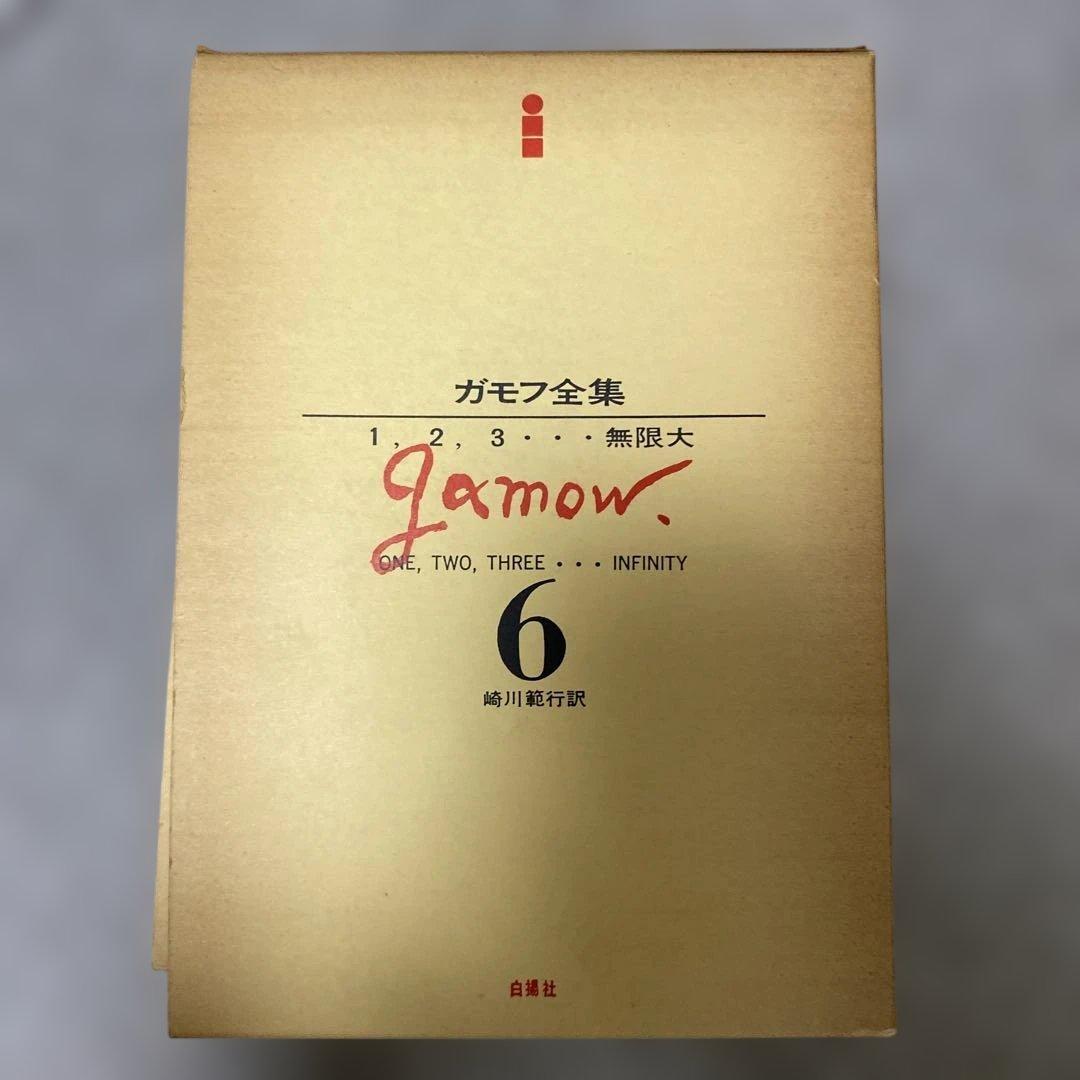 ガモフ全集
1, 2, 3・・・無限大
gamow.
ONE, TWO, THREE・・・INFINITY
6
崎川範行訳
白揚社